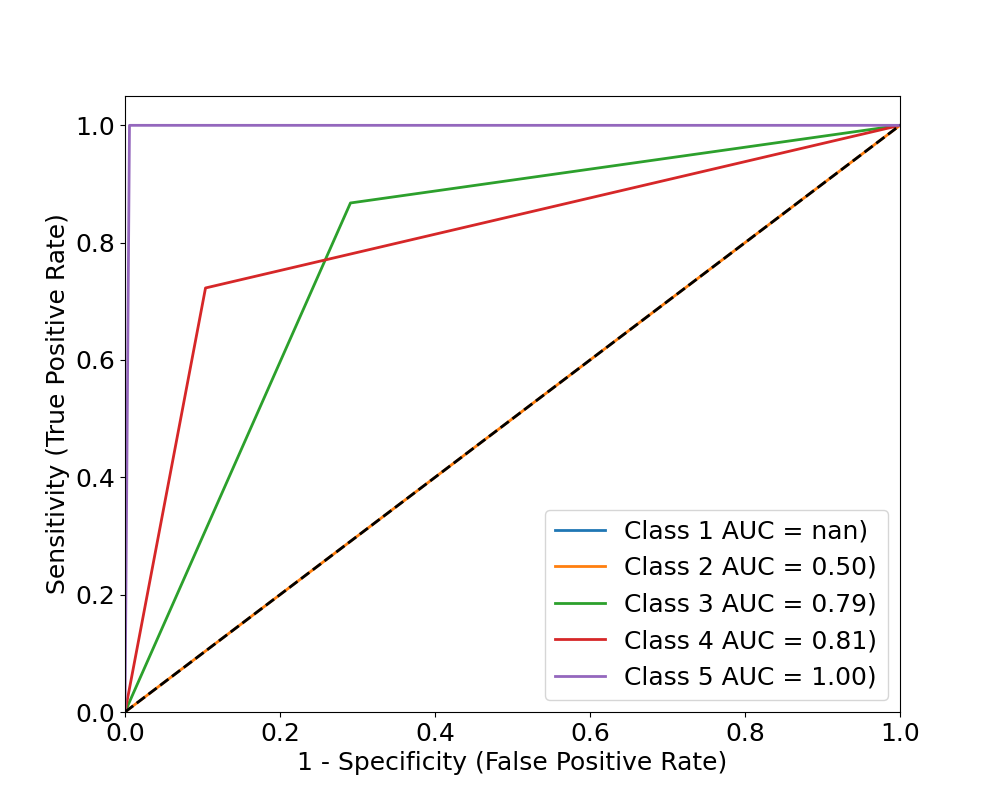 1.0
0.8
0.6
0.4
0.2
0.0
Sensitivity (True Positive Rate)
Class 1 AUC = nan)
Class 2 AUC = 0.50)
Class 3 AUC = 0.79)
Class 4 AUC = 0.81)
Class 5 AUC = 1.00)
0.0 0.2 0.4 0.6 0.8 1.0
1 - Specificity (False Positive Rate)